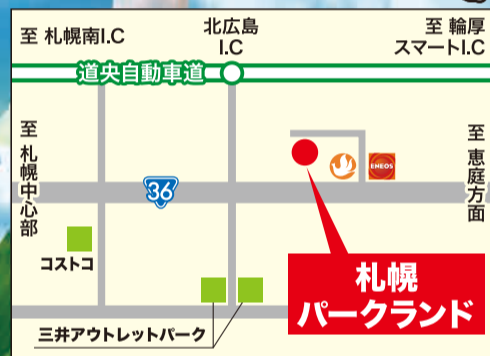 至 札幌南I.C
北広島
I.C
至 輪厚
スマートI.C
道央自動車道
至 札幌中心部
至 恵庭方面
36
ENEOS
コストコ
札幌
パークランド
三井アウトレットパーク